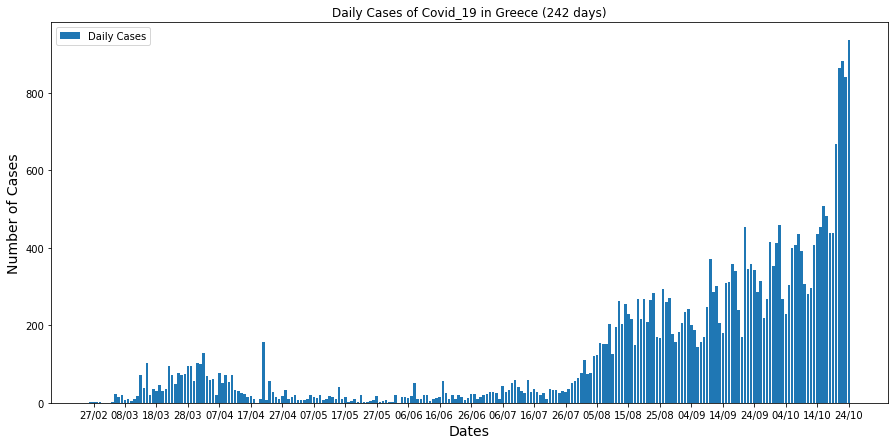 Daily Cases of Covid_19 in Greece (242 days)
Daily Cases
Number of Cases
800
600
400
200
0
27/02 08/03 18/03 28/03 07/04 17/04 27/04 07/05 17/05 27/05 06/06 16/06 26/06 06/07 16/07 26/07 05/08 15/08 25/08 04/09 14/09 24/09 04/10 14/10 24/10
Dates